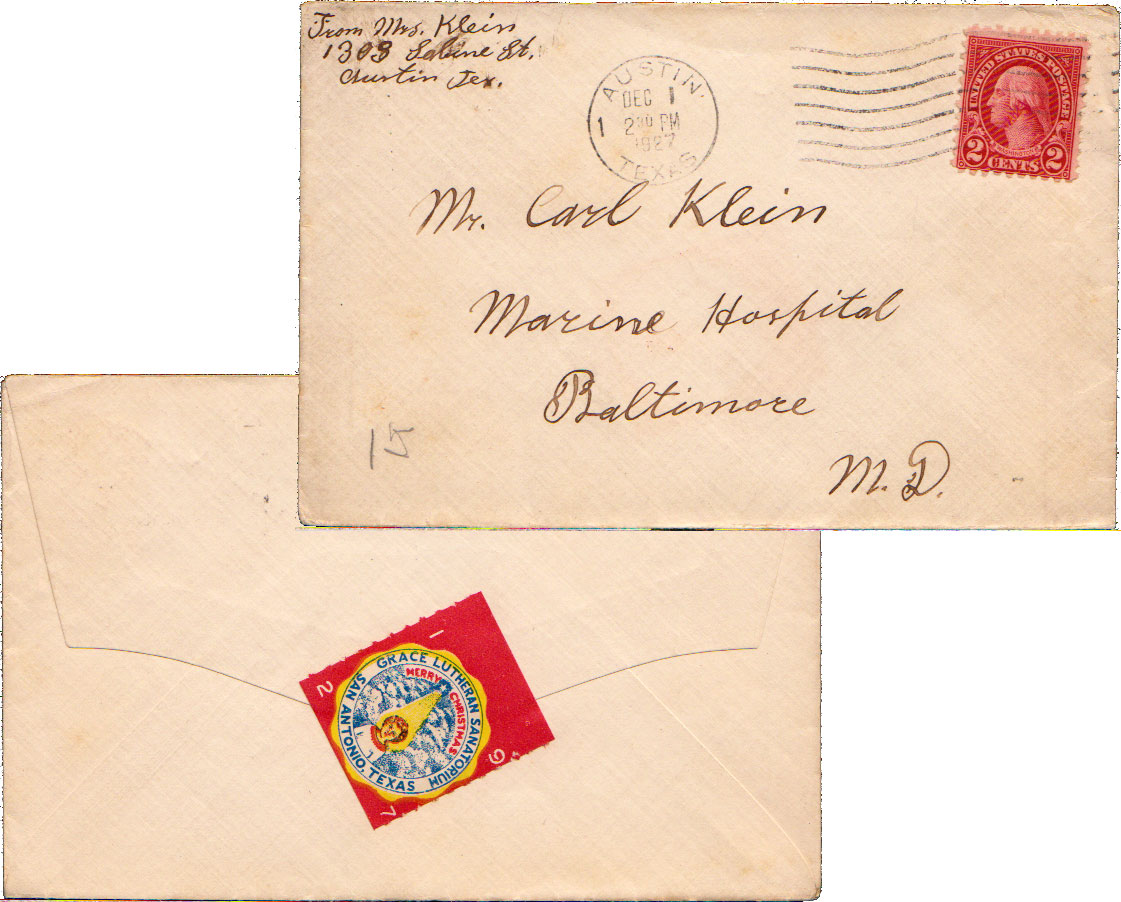 From Mrs. Klein
1303 Sabine St.
Austin Tex.
AUSTIN
DEC 1
1
2 30 PM
1927
TEXAS
UNITED STATES POSTAGE
WASHINGTON
2 CENTS 2
Mr. Carl Klein
Marine Hospital
Baltimore
M.D.
15
1
9
2
7
GRACE LUTHERAN SANATORIUM
SAN ANTONIO, TEXAS
MERRY CHRISTMAS